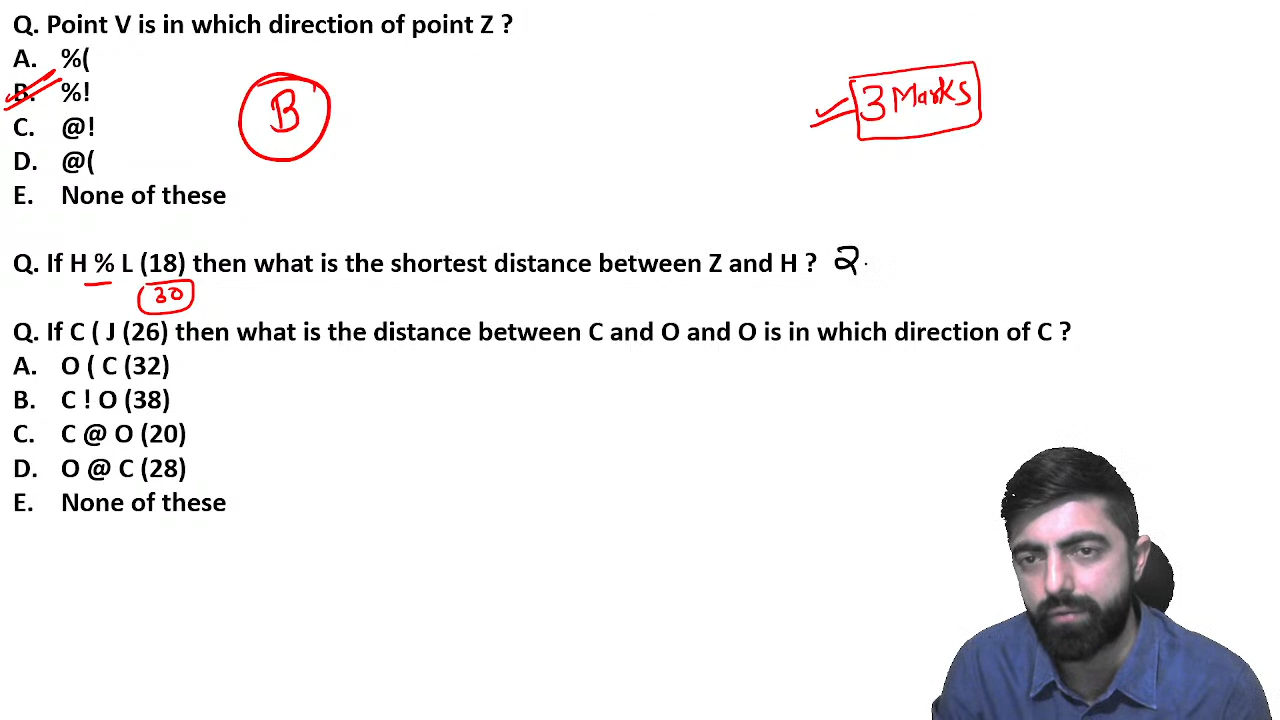 Q. Point V is in which direction of point Z ?
A. %(
B. %!
B
3 Marks
C. @!
D. @(
E. None of these
Q. If H % L (18) then what is the shortest distance between Z and H ? २
30
Q. If C ( J (26) then what is the distance between C and O and O is in which direction of C ?
A. O ( C (32)
B. C ! O (38)
C. C @ O (20)
D. O @ C (28)
E. None of these